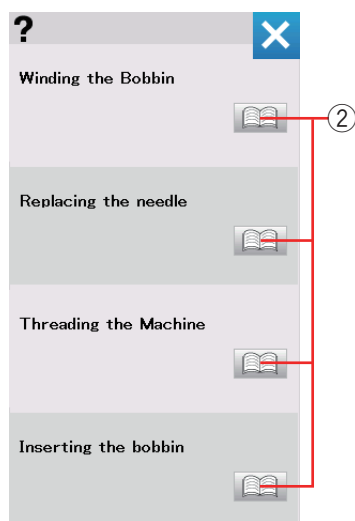 ?
Winding the Bobbin
②
Replacing the needle
Threading the Machine
Inserting the bobbin